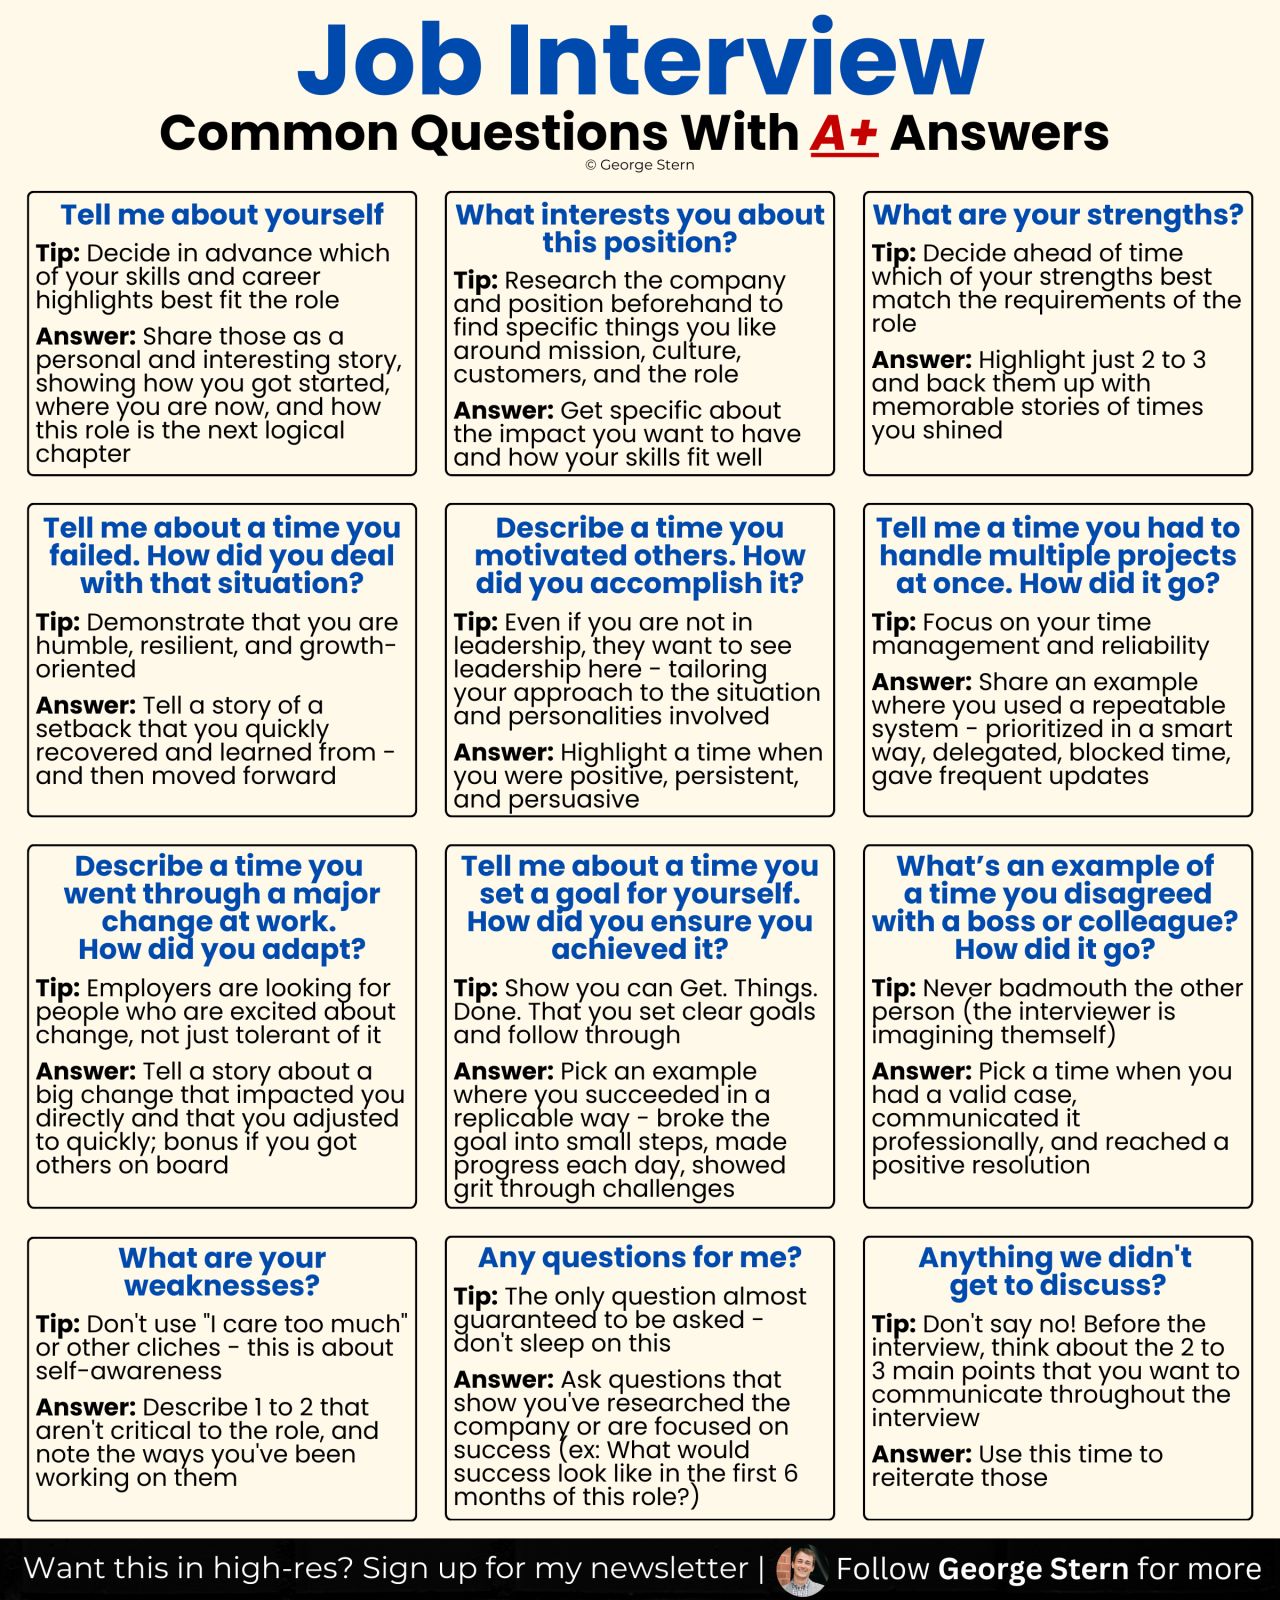 Job Interview
Common Questions With A+ Answers
© George Stern
Tell me about yourself
Tip: Decide in advance which
of your skills and career
highlights best fit the role
Answer: Share those as a
personal and interesting story,
showing how you got started,
where you are now, and how
this role is the next logical
chapter
What interests you about
this position?
Tip: Research the company
and position beforehand to
find specific things you like
around mission, culture,
customers, and the role
Answer: Get specific about
the impact you want to have
and how your skills fit well
What are your strengths?
Tip: Decide ahead of time
which of your strengths best
match the requirements of the
role
Answer: Highlight just 2 to 3
and back them up with
memorable stories of times
you shined
Tell me about a time you
failed. How did you deal
with that situation?
Tip: Demonstrate that you are
humble, resilient, and growth-
oriented
Answer: Tell a story of a
setback that you quickly
recovered and learned from -
and then moved forward
Describe a time you
motivated others. How
did you accomplish it?
Tip: Even if you are not in
leadership, they want to see
leadership here - tailoring
your approach to the situation
and personalities involved
Answer: Highlight a time when
you were positive, persistent,
and persuasive
Tell me a time you had to
handle multiple projects
at once. How did it go?
Tip: Focus on your time
management and reliability
Answer: Share an example
where you used a repeatable
system - prioritized in a smart
way, delegated, blocked time,
gave frequent updates
Describe a time you
went through a major
change at work.
How did you adapt?
Tip: Employers are looking for
people who are excited about
change, not just tolerant of it
Answer: Tell a story about a
big change that impacted you
directly and that you adjusted
to quickly; bonus if you got
others on board
Tell me about a time you
set a goal for yourself.
How did you ensure you
achieved it?
Tip: Show you can Get. Things.
Done. That you set clear goals
and follow through
Answer: Pick an example
where you succeeded in a
replicable way - broke the
goal into small steps, made
progress each day, showed
grit through challenges
What's an example of
a time you disagreed
with a boss or colleague?
How did it go?
Tip: Never badmouth the other
person (the interviewer is
imagining themself)
Answer: Pick a time when you
had a valid case,
communicated it
professionally, and reached a
positive resolution
What are your
weaknesses?
Tip: Don't use "I care too much"
or other cliches - this is about
self-awareness
Answer: Describe 1 to 2 that
aren't critical to the role, and
note the ways you've been
working on them
Any questions for me?
Tip: The only question almost
guaranteed to be asked -
don't sleep on this
Answer: Ask questions that
show you've researched the
company or are focused on
success (ex: What would
success look like in the first 6
months of this role?)
Anything we didn't
get to discuss?
Tip: Don't say no! Before the
interview, think about the 2 to
3 main points that you want to
communicate throughout the
interview
Answer: Use this time to
reiterate those
Want this in high-res? Sign up for my newsletter | Follow George Stern for more